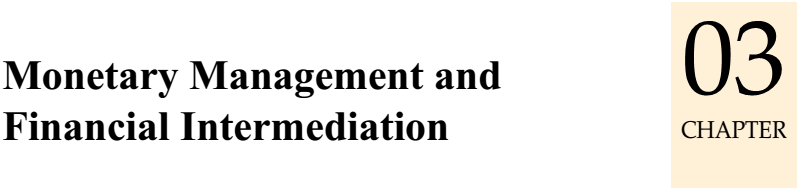 Monetary Management and
Financial Intermediation
03
CHAPTER